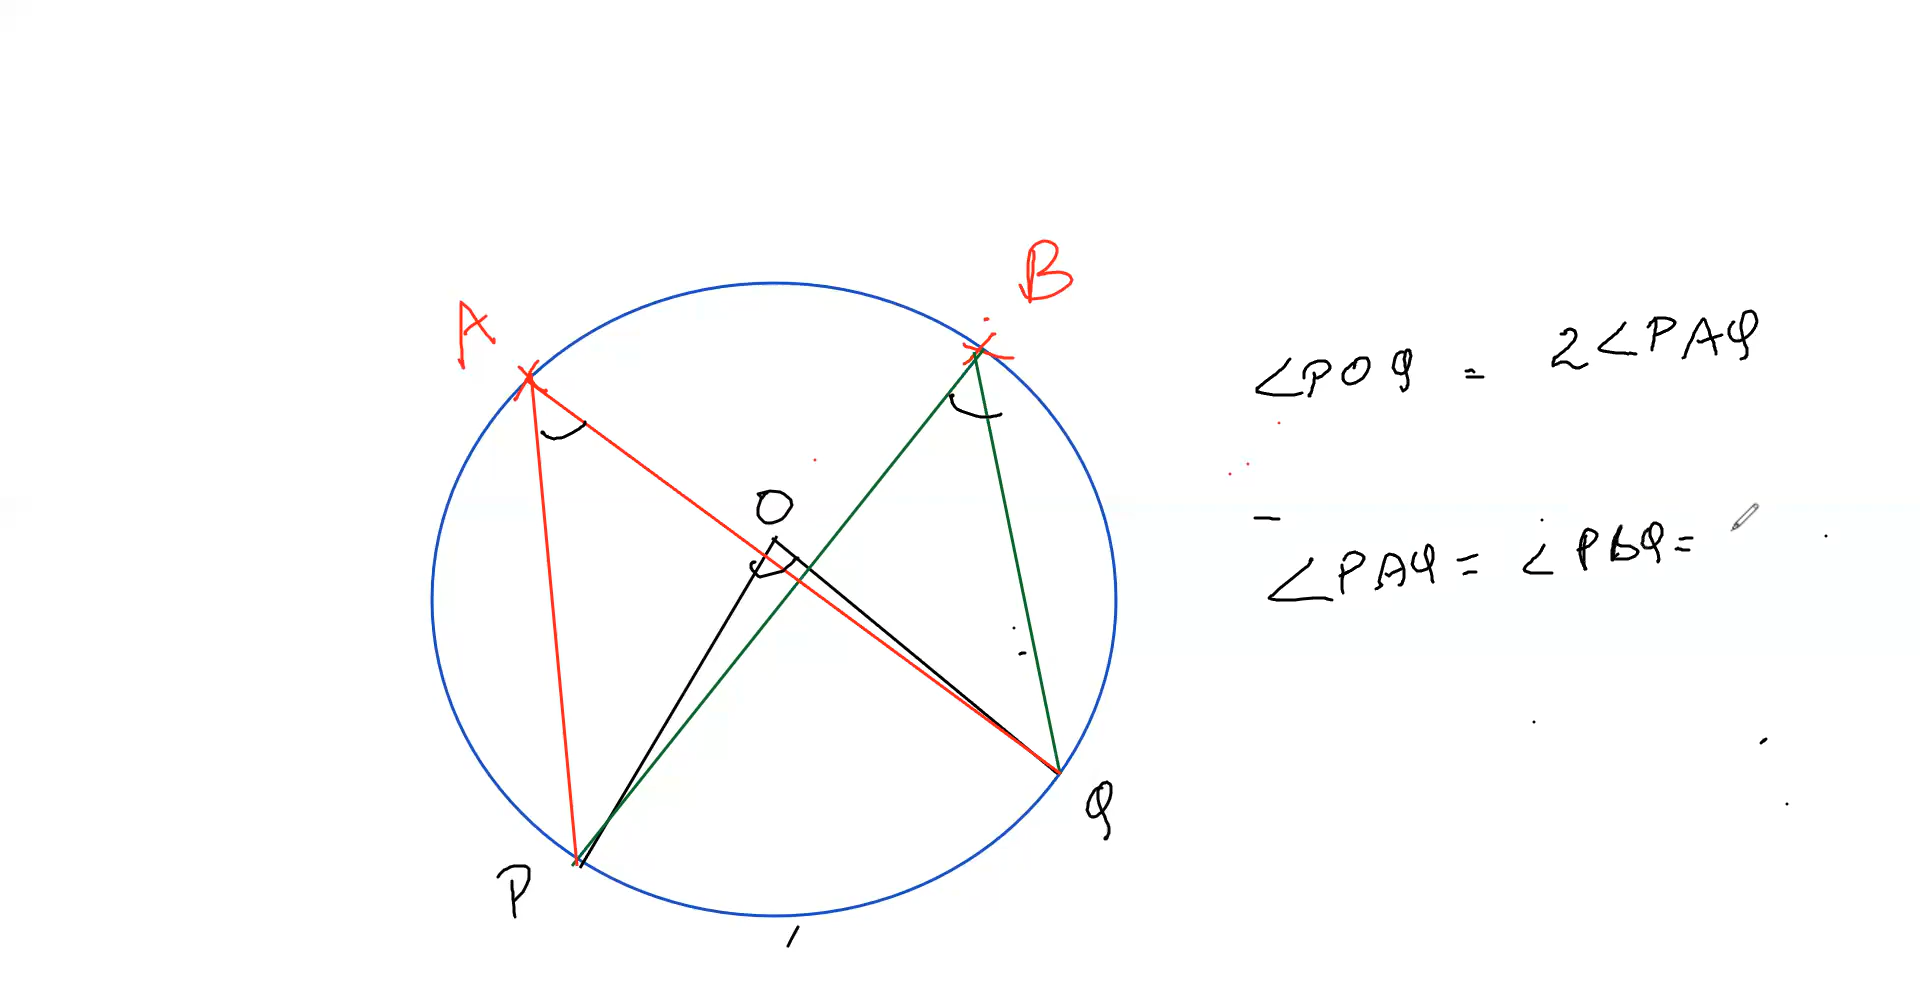 B
A
∠POQ = 2∠PAQ
O
∠PAQ = ∠PBQ =
Q
P